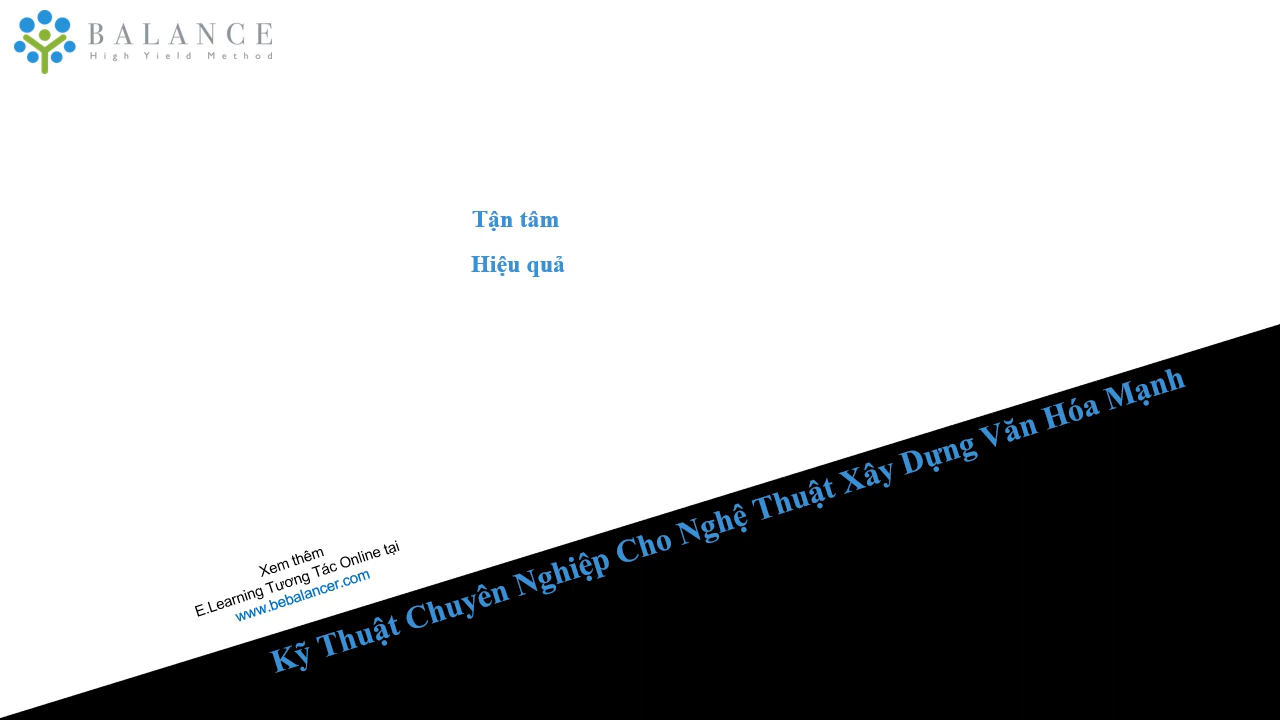 BALANCE
High Yield Method
Tận tâm
Hiệu quả
Xem thêm
E.Learning Tương Tác Online tại
www.bebalancer.com
Kỹ Thuật Chuyên Nghiệp Cho Nghệ Thuật Xây Dựng Văn Hóa Mạnh